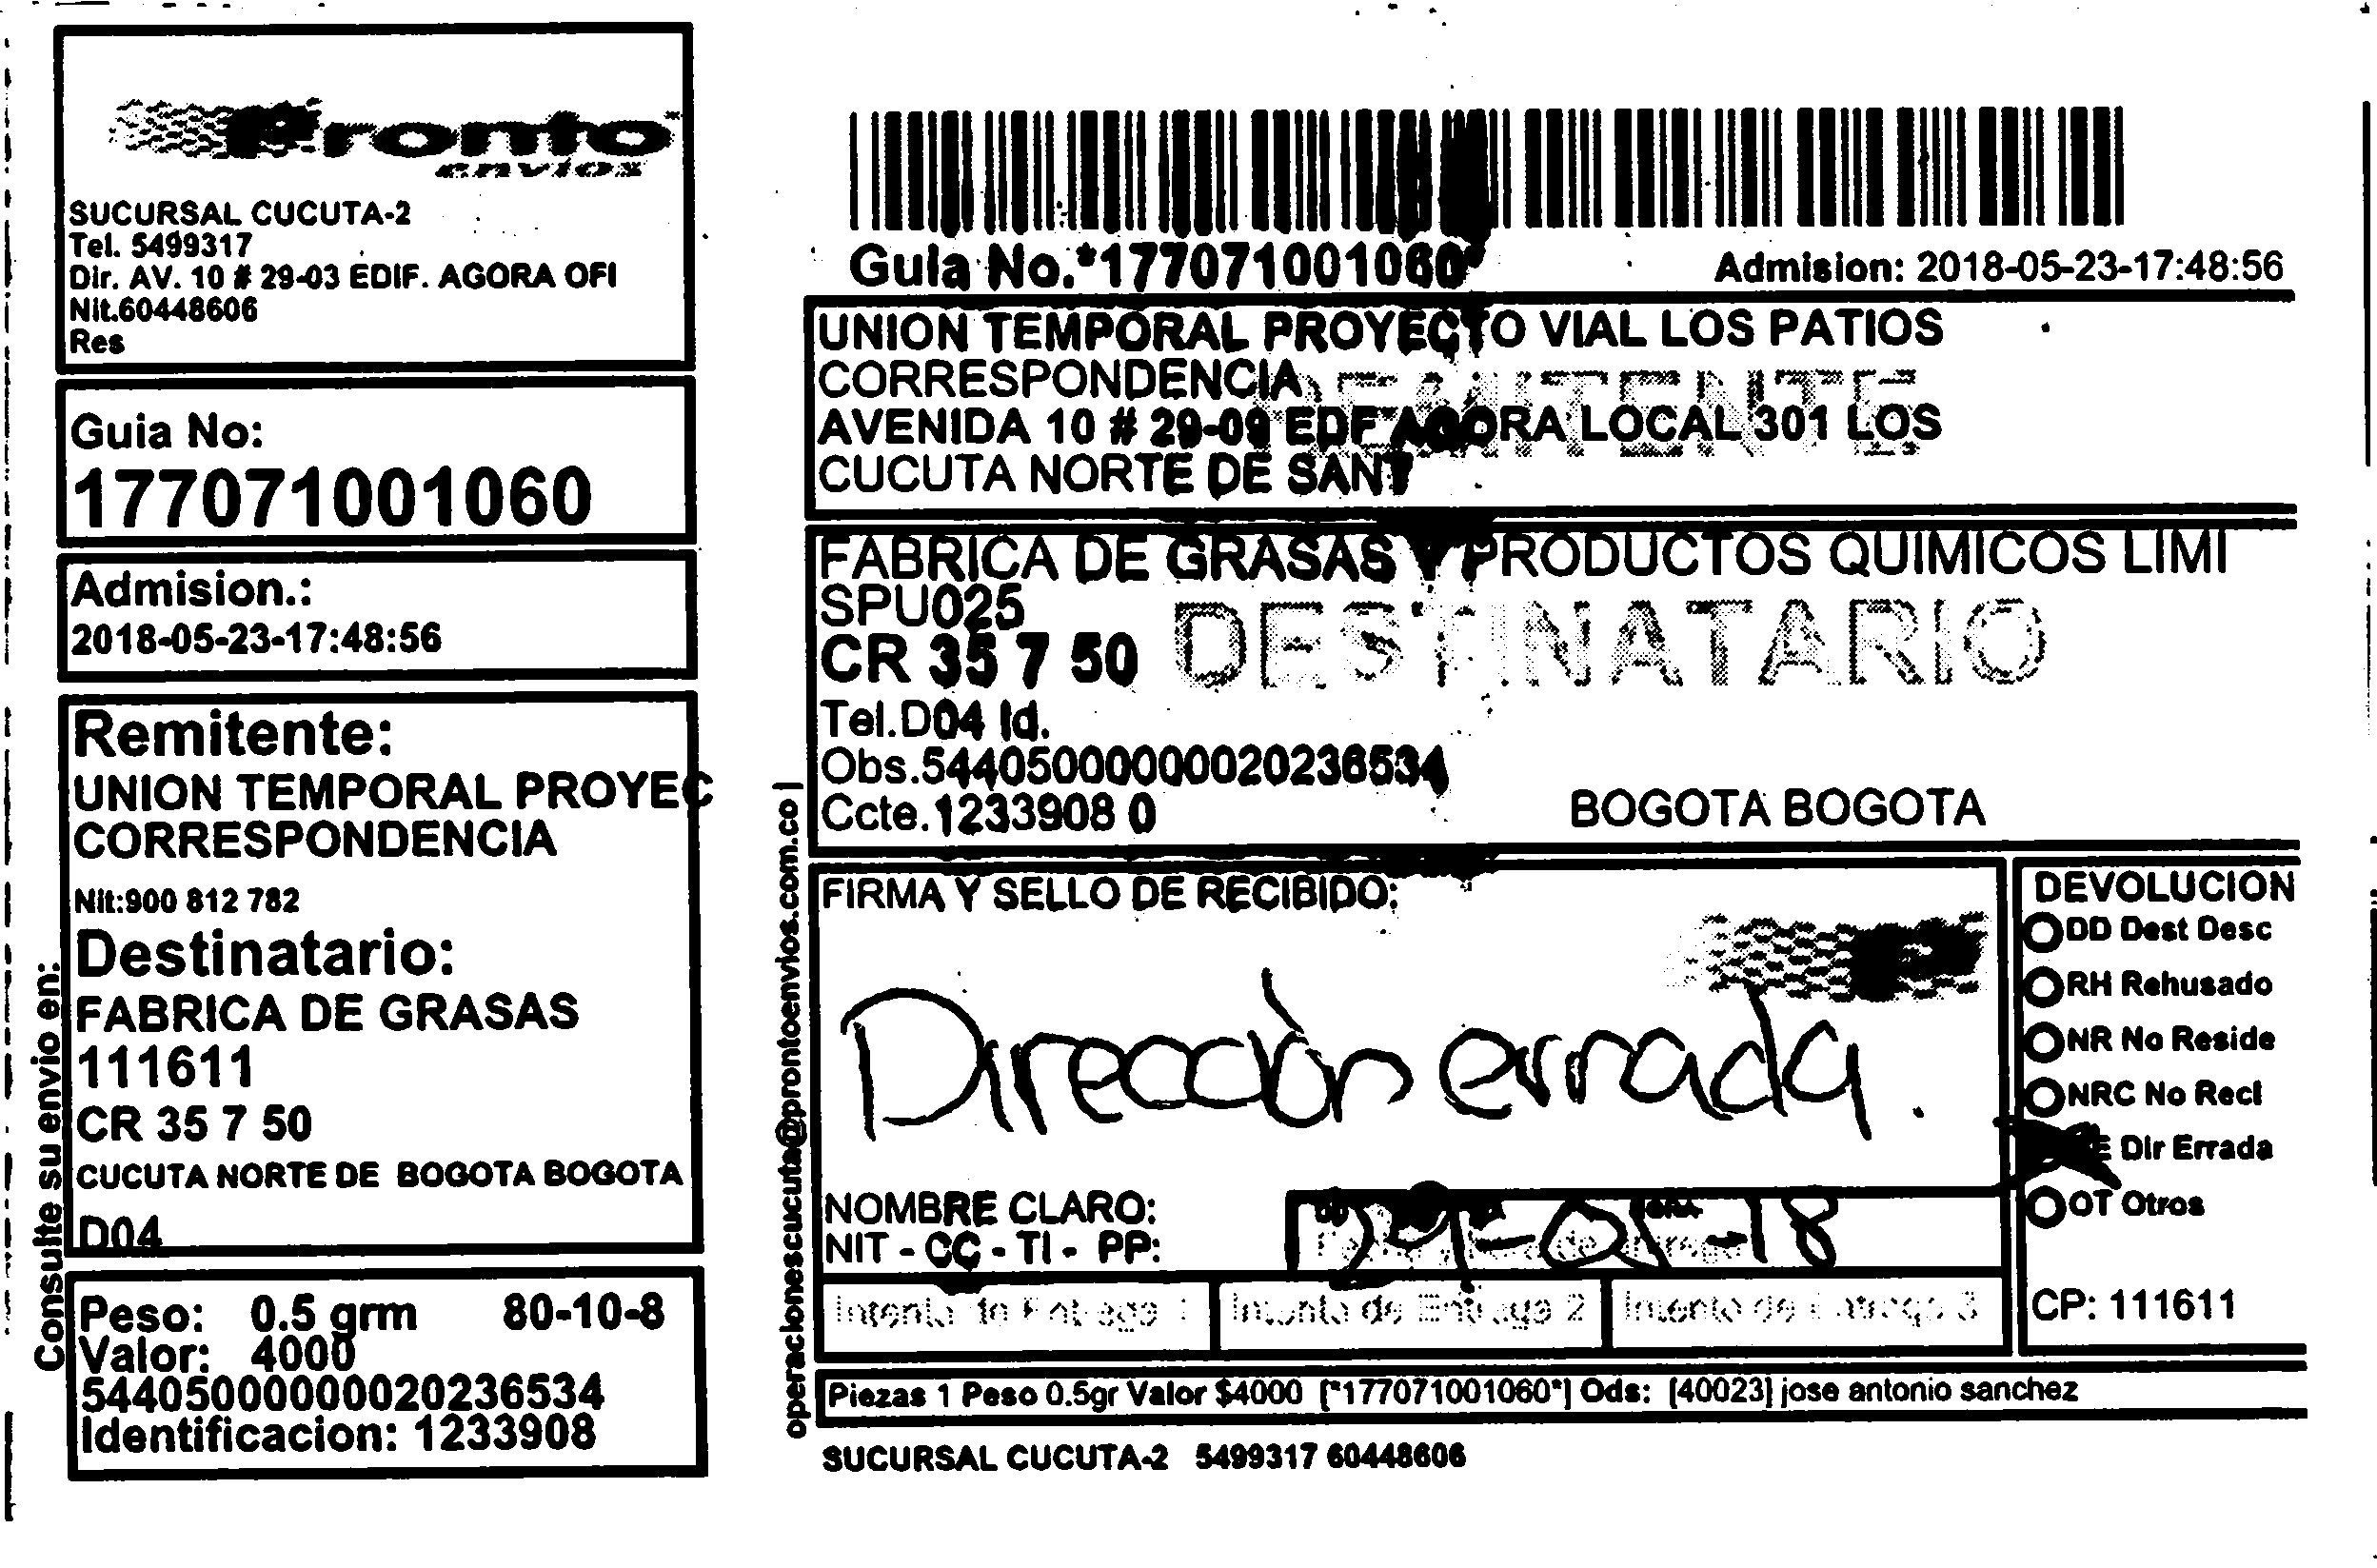 Pronto
envios
SUCURSAL CUCUTA-2
Tel. 5499317
Dir. AV. 10 # 29-03 EDIF. AGORA OFI
Nit.60448606
Res
Guia No:
177071001060
Admision.:
2018-05-23-17:48:56
Remitente:
UNION TEMPORAL PROYEC
CORRESPONDENCIA
Nit:900 812 782
Destinatario:
FABRICA DE GRASAS
111611
CR 35 7 50
CUCUTA NORTE DE BOGOTA BOGOTA
D04
Peso: 0.5 grm 80-10-8
Valor: 4000
544050000000020236534
Identificacion: 1233908
Consulte su envio en:
operacionescucuta@prontoenvios.com.co |
Guia No.*177071001060*
Admision: 2018-05-23-17:48:56
UNION TEMPORAL PROYECTO VIAL LOS PATIOS
CORRESPONDENCIA
REMITENTE
AVENIDA 10 # 29-09 EDF AGORA LOCAL 301 LOS
CUCUTA NORTE DE SANT
FABRICA DE GRASAS Y PRODUCTOS QUIMICOS LIMI
SPU025
CR 35 7 50
DESTINATARIO
Tel.D04 Id.
Obs.544050000000020236534
Ccte.1233908 0
BOGOTA BOGOTA
FIRMA Y SELLO DE RECIBIDO:
Dirección errada.
NOMBRE CLARO:
NIT - CC - TI - PP:
Intento de Entrega 1
Intento de Entrega 2
Intento de Entrega 3
DEVOLUCION
DD Dest Desc
RH Rehusado
NR No Reside
NRC No Recl
Dir Errada
OT Otros
CP: 111611
Piezas 1 Peso 0.5gr Valor $4000 [*177071001060*] Ods: [40023] jose antonio sanchez
SUCURSAL CUCUTA-2 5499317 60448606